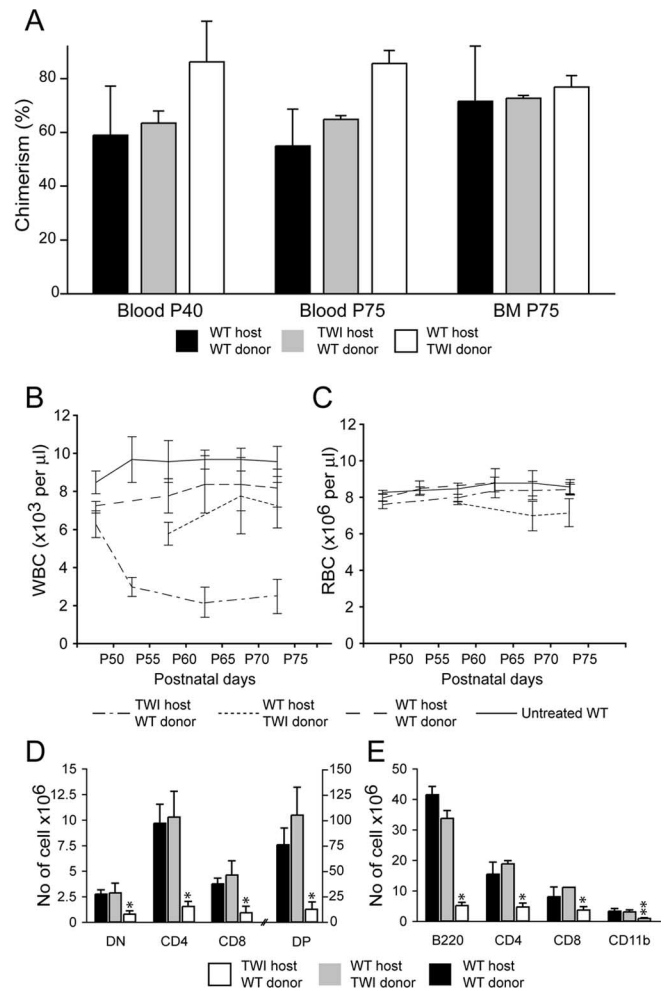 A
Chimerism (%)
80
60
40
20
0
Blood P40 Blood P75 BM P75
WT host WT donor
TWI host WT donor
WT host TWI donor
B
WBC (x10³ per µl)
12
10
8
6
4
2
0
P50 P55 P60 P65 P70 P75
Postnatal days
C
RBC (x10⁶ per µl)
12
10
8
6
4
2
0
P50 P55 P60 P65 P70 P75
Postnatal days
TWI host WT donor
WT host TWI donor
WT host WT donor
Untreated WT
D
No of cell x10⁶
15
12.5
10
7.5
5
2.5
0
150
125
100
75
50
25
0
* * * *
DN CD4 CD8 // DP
E
No of cell x10⁶
50
40
30
20
10
0
* * * **
B220 CD4 CD8 CD11b
TWI host WT donor
WT host TWI donor
WT host WT donor